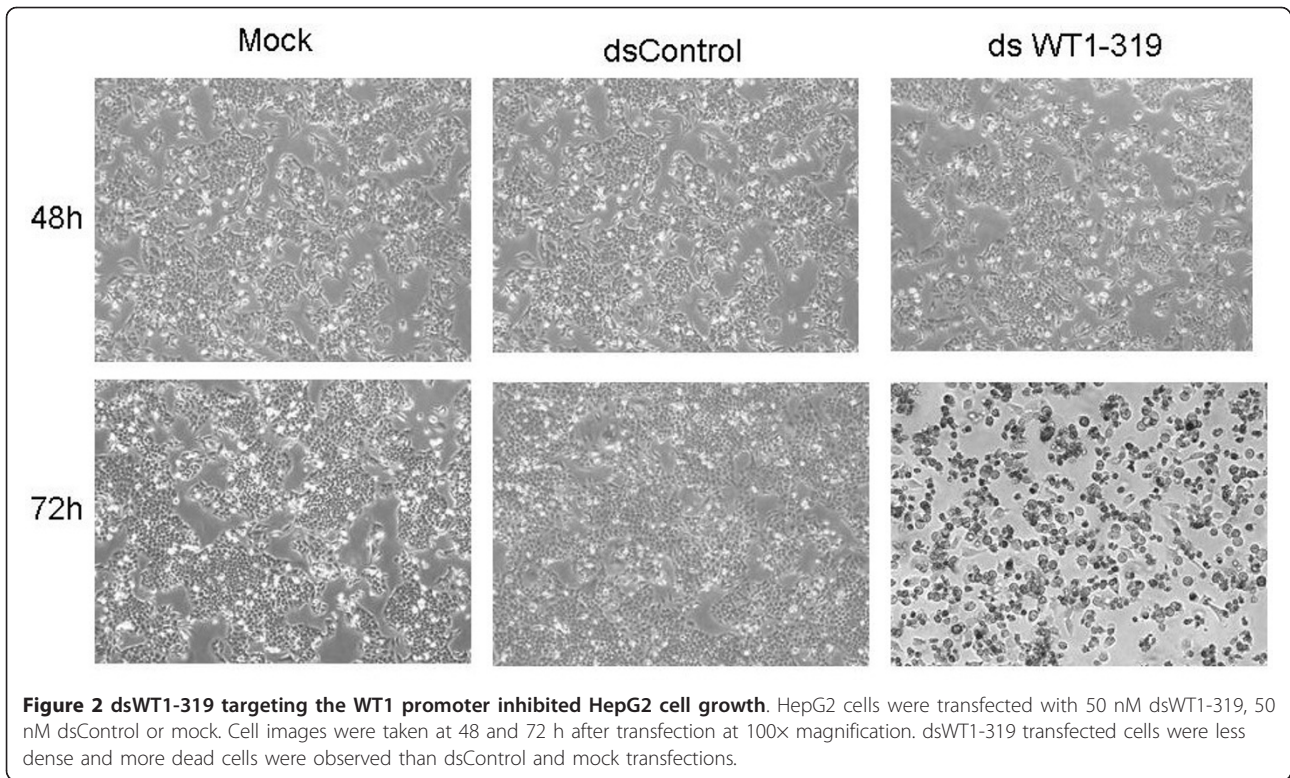 Mock dsControl ds WT1-319
48h
72h
Figure 2 dsWT1-319 targeting the WT1 promoter inhibited HepG2 cell growth. HepG2 cells were transfected with 50 nM dsWT1-319, 50
nM dsControl or mock. Cell images were taken at 48 and 72 h after transfection at 100× magnification. dsWT1-319 transfected cells were less
dense and more dead cells were observed than dsControl and mock transfections.